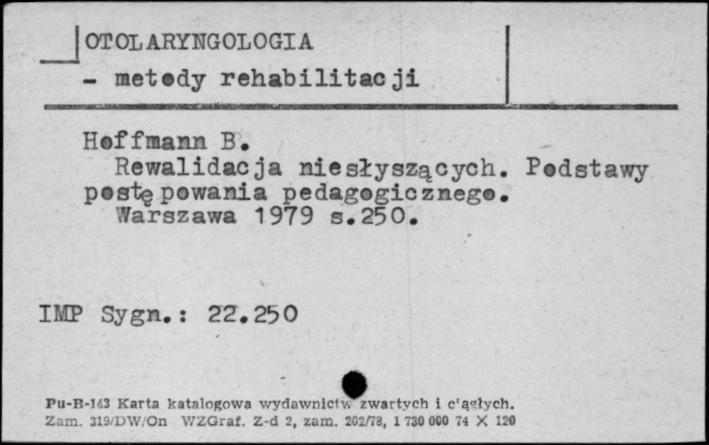 OTOLARYNGOLOGIA
- metody rehabilitacji
Hoffmann B.
Rewalidacja niesłyszących. Podstawy
postępowania pedagogicznego.
Warszawa 1979 s.250.
IMP Sygn.: 22.250
Pu-B-143 Karta katalogowa wydawnictw zwartych i ciągłych.
Zam. 319/DW/On WZGraf. Z-d 2, zam. 202/78, 1 730 000 74 X 120